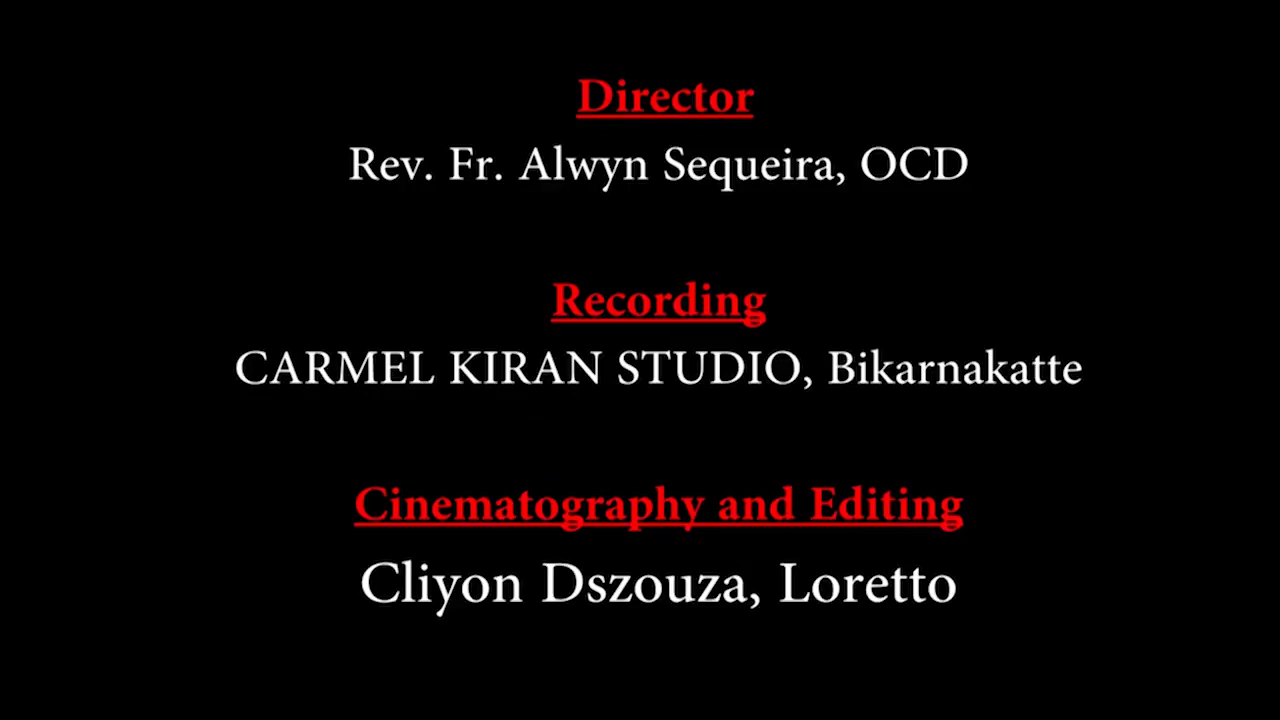 Director
Rev. Fr. Alwyn Sequeira, OCD
Recording
CARMEL KIRAN STUDIO, Bikarnakatte
Cinematography and Editing
Cliyon Dszouza, Loretto